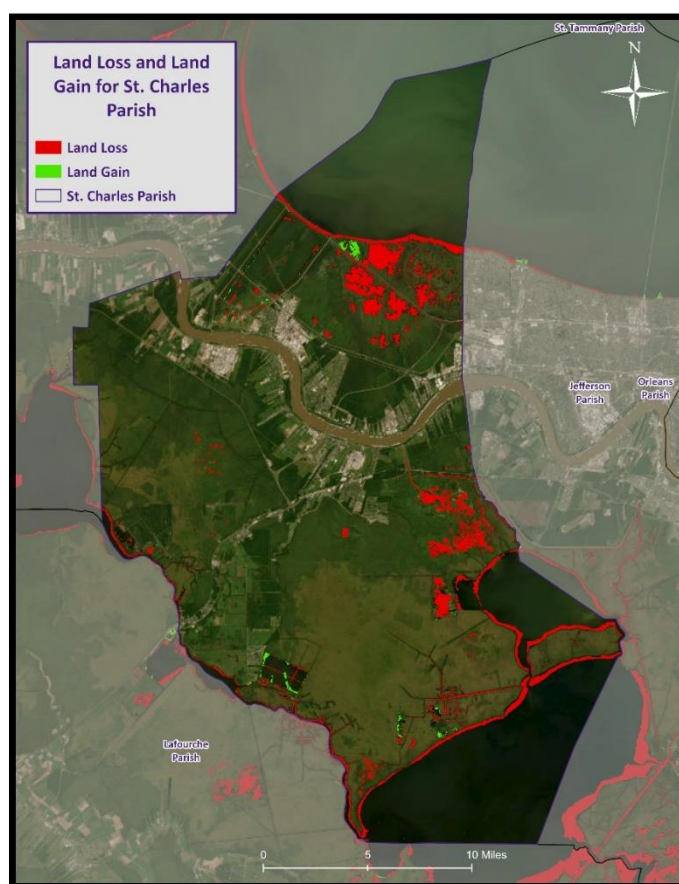 St. Tammany Parish
Land Loss and Land
Gain for St. Charles
Parish
Land Loss
Land Gain
St. Charles Parish
N
Jefferson
Parish
Orleans
Parish
Lafourche
Parish
0 5 10 Miles